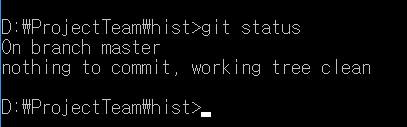 D:₩ProjectTeam₩hist>git status
On branch master
nothing to commit, working tree clean
D:₩ProjectTeam₩hist>